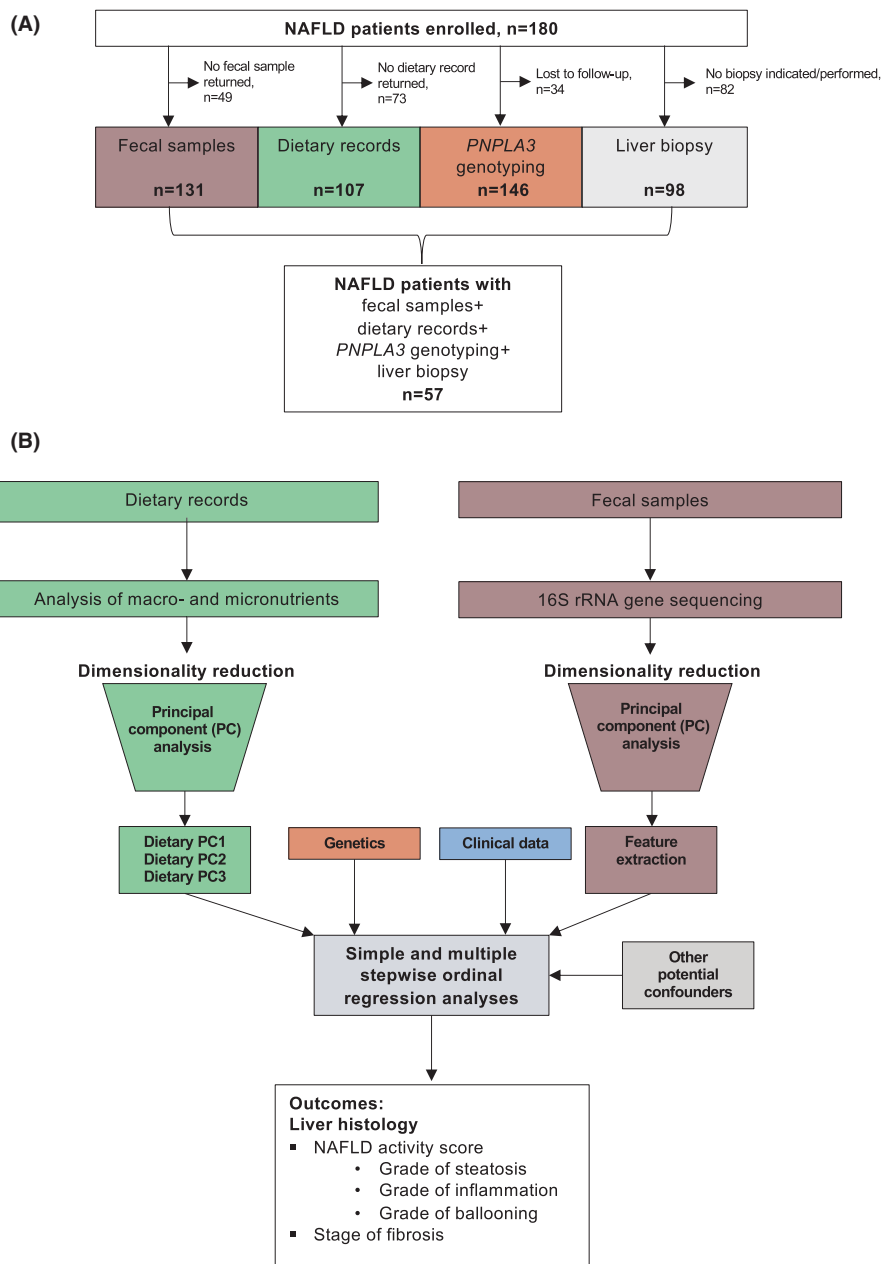 (A)
NAFLD patients enrolled, n=180
No fecal sample
returned,
n=49
No dietary record
returned,
n=73
Lost to follow-up,
n=34
No biopsy indicated/performed,
n=82
Fecal samples
n=131
Dietary records
n=107
PNPLA3
genotyping
n=146
Liver biopsy
n=98
NAFLD patients with
fecal samples+
dietary records+
PNPLA3 genotyping+
liver biopsy
n=57
(B)
Dietary records
Fecal samples
Analysis of macro- and micronutrients
16S rRNA gene sequencing
Dimensionality reduction
Dimensionality reduction
Principal
component (PC)
analysis
Principal
component (PC)
analysis
Dietary PC1
Dietary PC2
Dietary PC3
Genetics
Clinical data
Feature
extraction
Simple and multiple
stepwise ordinal
regression analyses
Other
potential
confounders
Outcomes:
Liver histology
▪ NAFLD activity score
• Grade of steatosis
• Grade of inflammation
• Grade of ballooning
▪ Stage of fibrosis